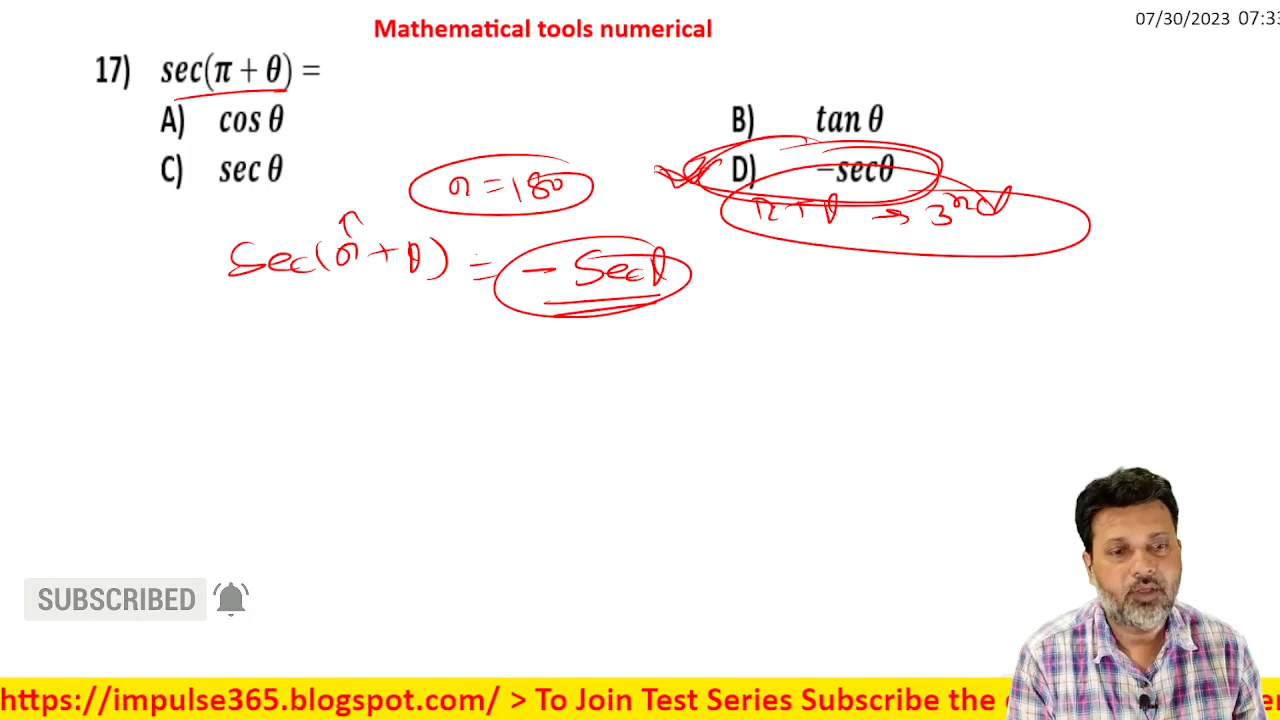 Mathematical tools numerical
07/30/2023 07:33
17) sec(π + θ) =
A) cos θ
B) tan θ
C) sec θ
D) −secθ
π = 180
π + θ → 3rd
Sec(π + θ) = − Secθ
SUBSCRIBED
https://impulse365.blogspot.com/ > To Join Test Series Subscribe the